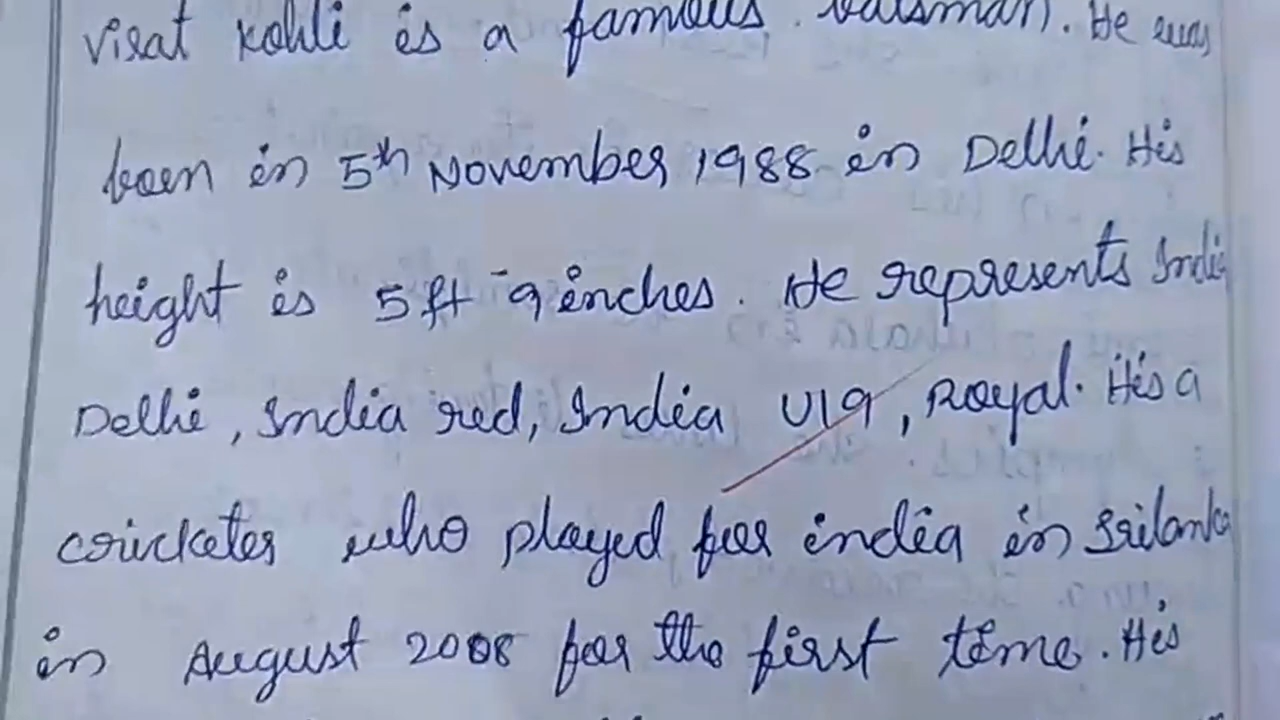 Virat Kohli is a famous batsman. He was
born in 5th November 1988 in Delhi. His
height is 5ft - 9 inches. He represents India
Delhi, India red, India U19, Royal. His a
cricketer who played for india in Srilanka
in August 2008 for the first time. His